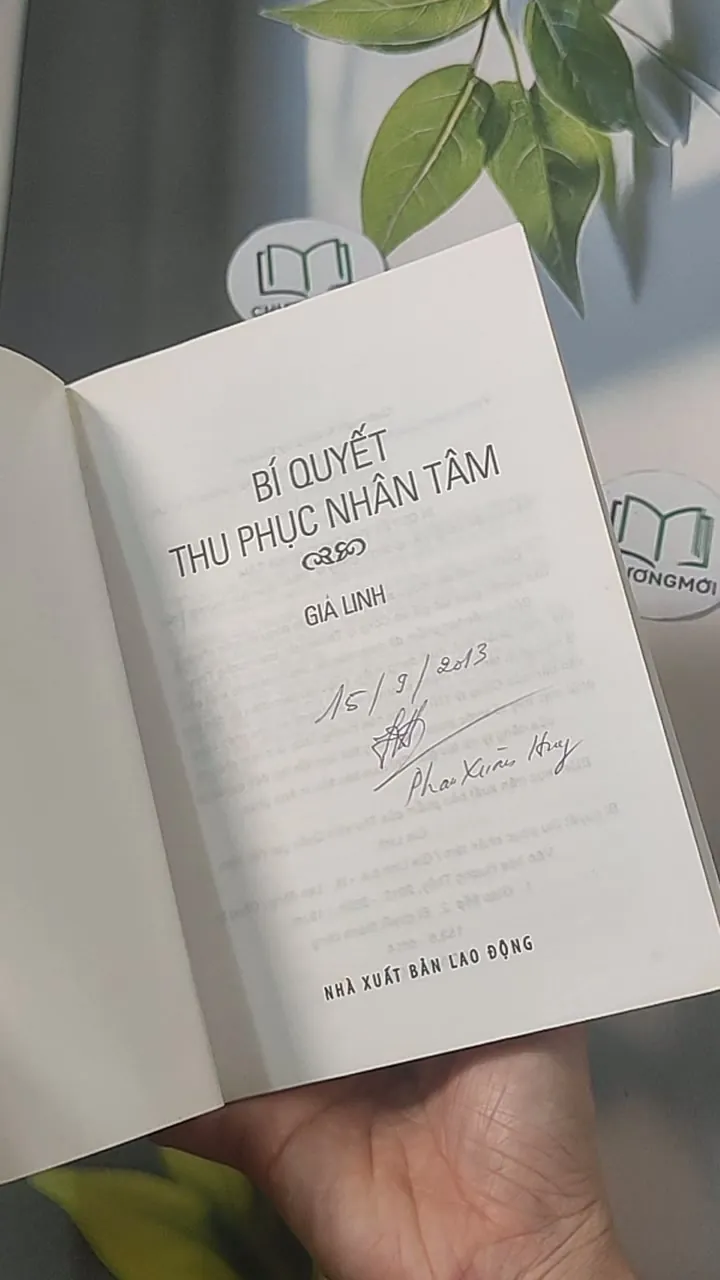 BÍ QUYẾT
THU PHỤC NHÂN TÂM
GIA LINH
15/9/2013
Phan Xuân Huy
NHÀ XUẤT BẢN LAO ĐỘNG
ƯƠNGMỚI